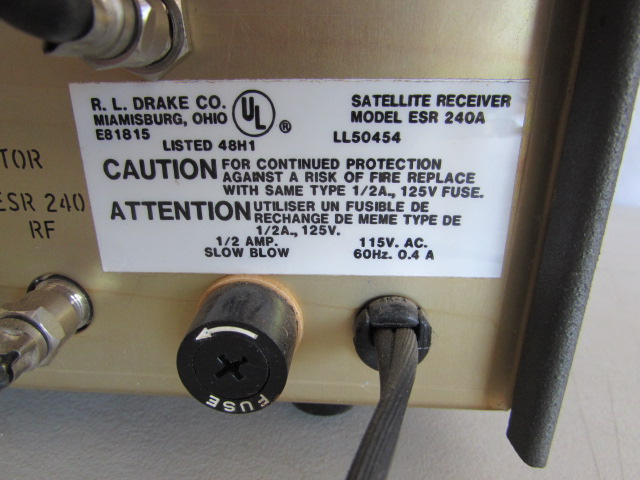 R. L. DRAKE CO.
MIAMISBURG, OHIO
E81815
UL ®
LISTED 48H1
SATELLITE RECEIVER
MODEL ESR 240A
LL50454
CAUTION FOR CONTINUED PROTECTION
AGAINST A RISK OF FIRE REPLACE
WITH SAME TYPE 1/2A., 125V FUSE.
ATTENTION UTILISER UN FUSIBLE DE
RECHANGE DE MEME TYPE DE
1/2A., 125V.
1/2 AMP.
SLOW BLOW
115V. AC.
60Hz. 0.4 A
TOR
ESR 240
RF
FUSE